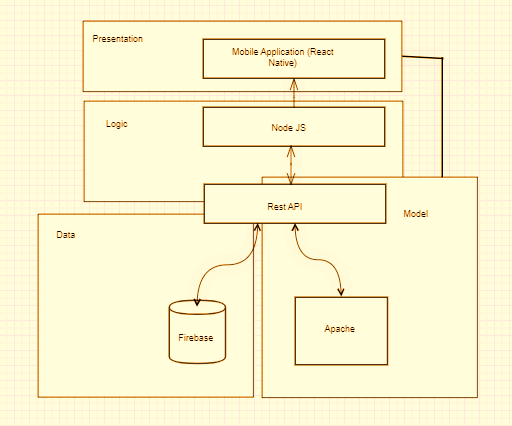 Presentation
Mobile Application (React
Native)
Logic
Node JS
Rest API
Model
Data
Firebase
Apache